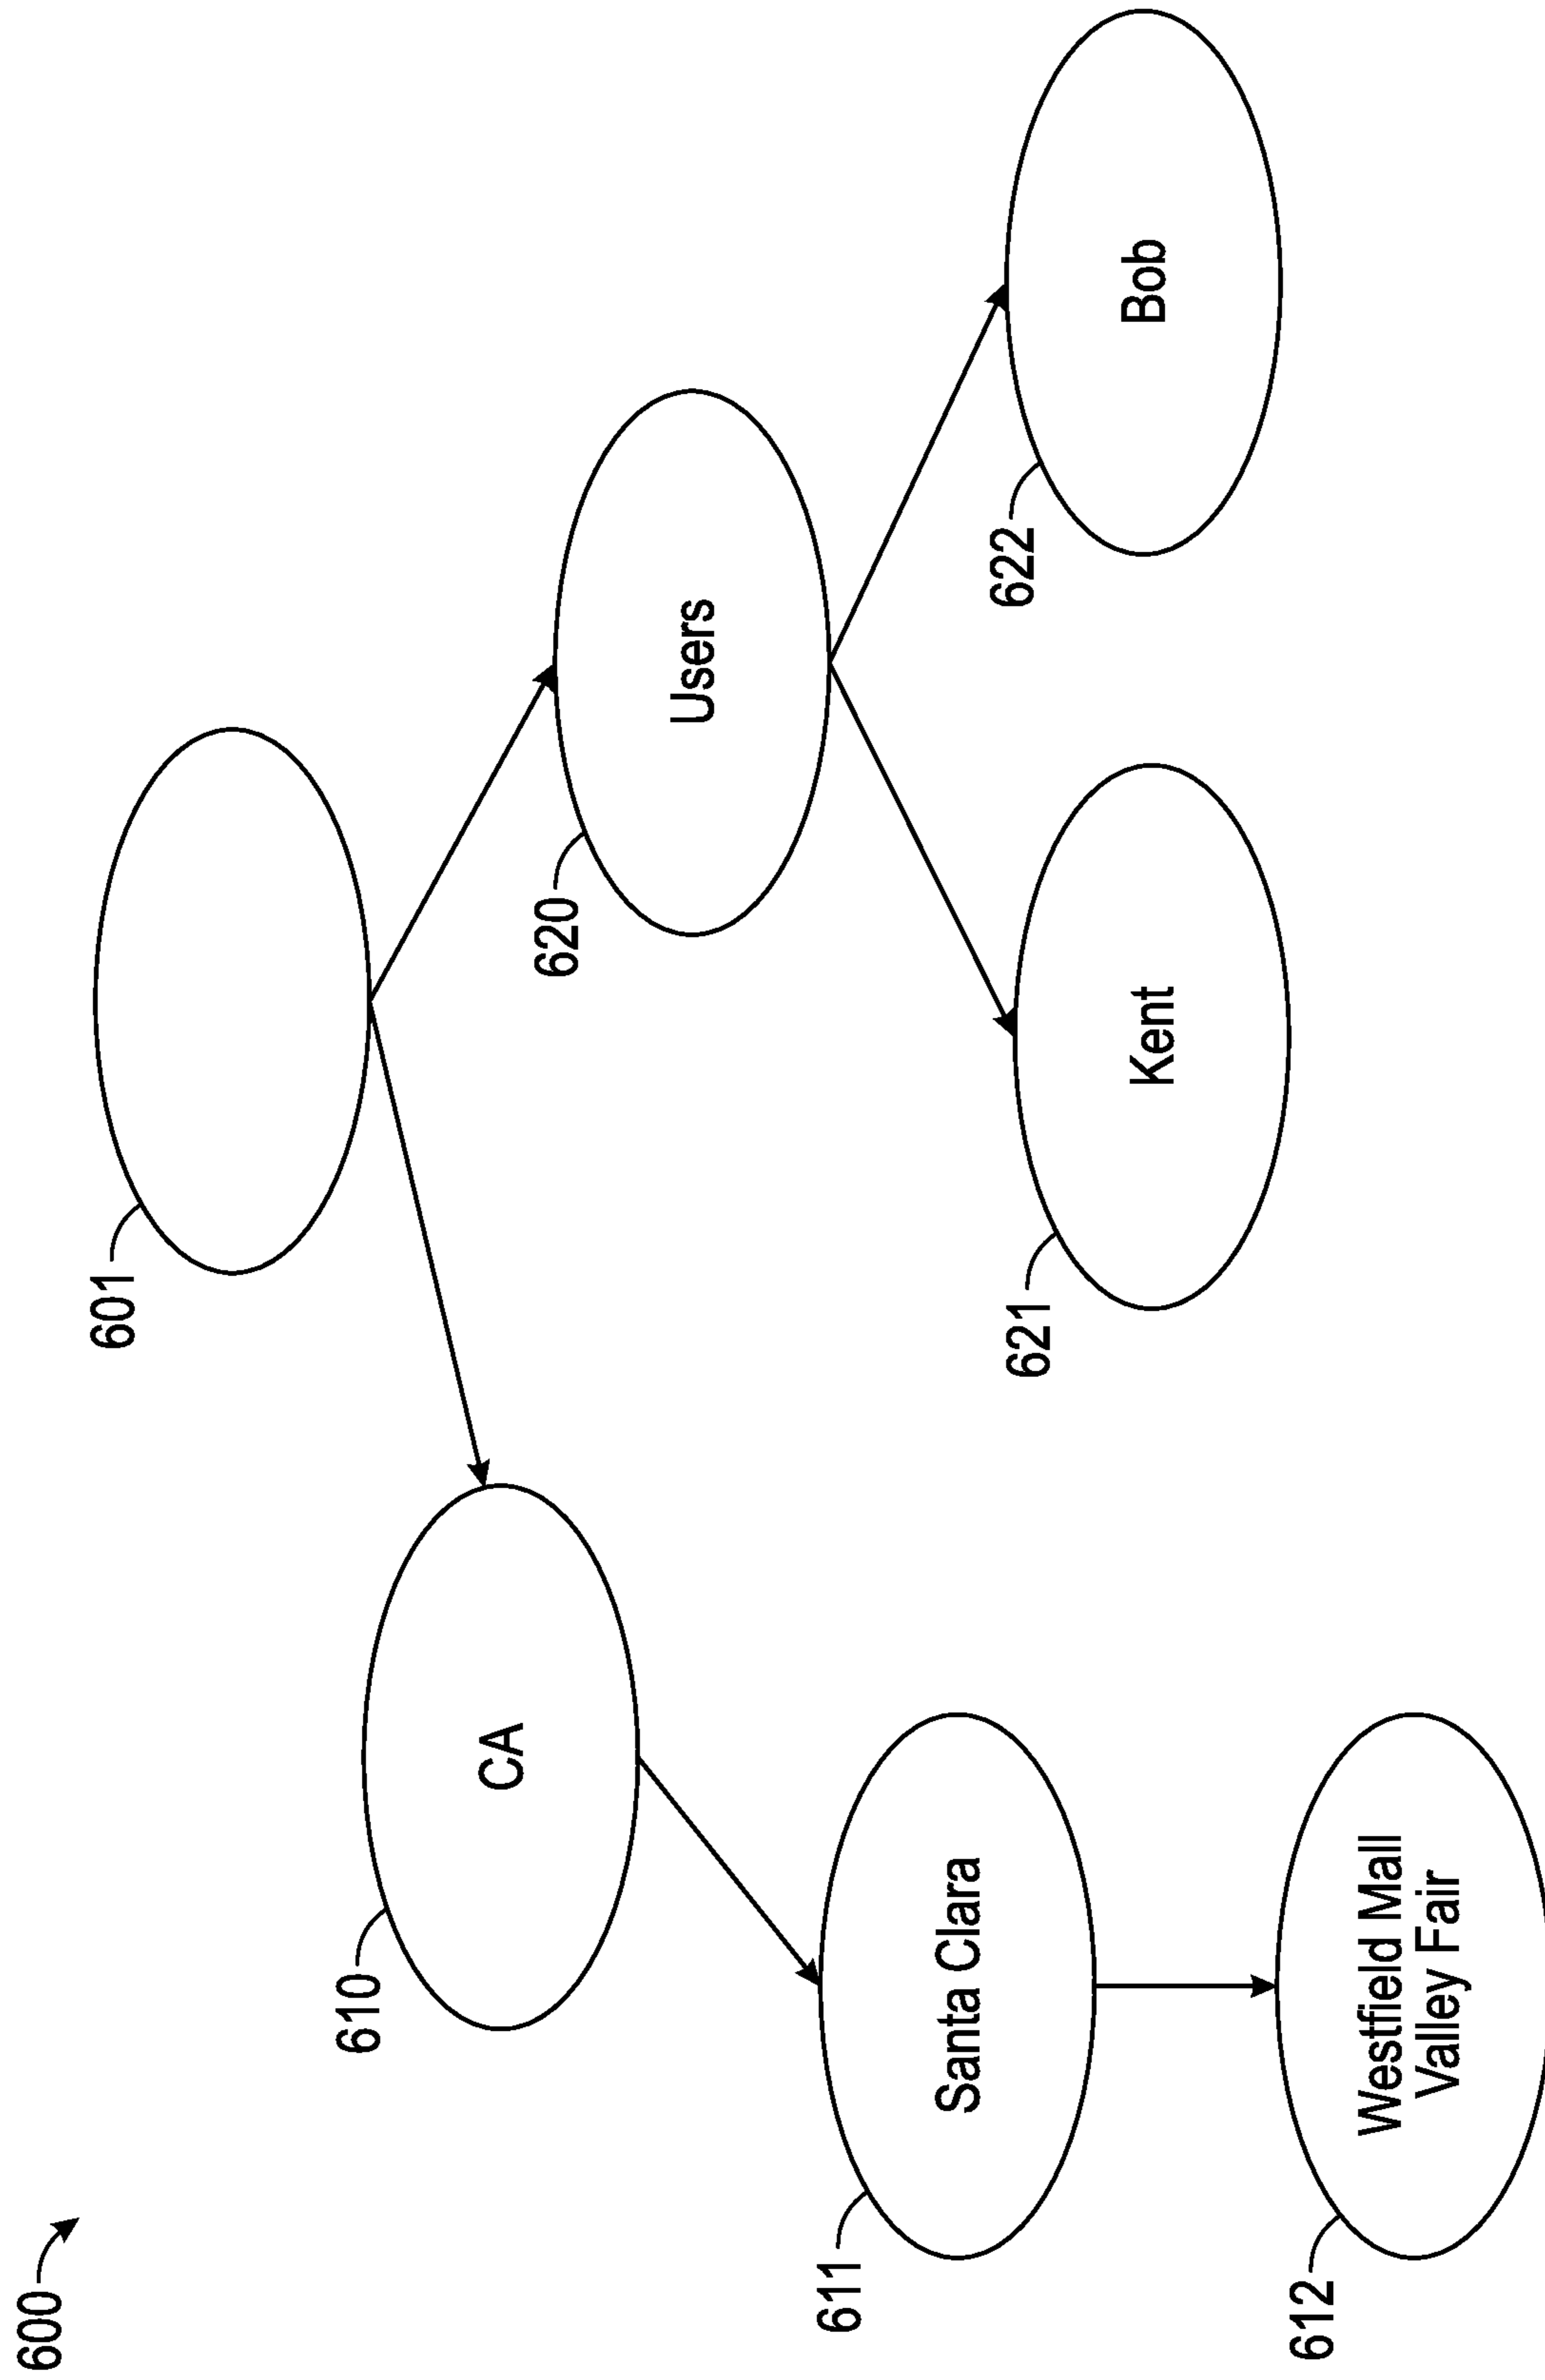 600
601
610
CA
620
Users
611
Santa Clara
621
Kent
622
Bob
612
Westfield Mall
Valley Fair